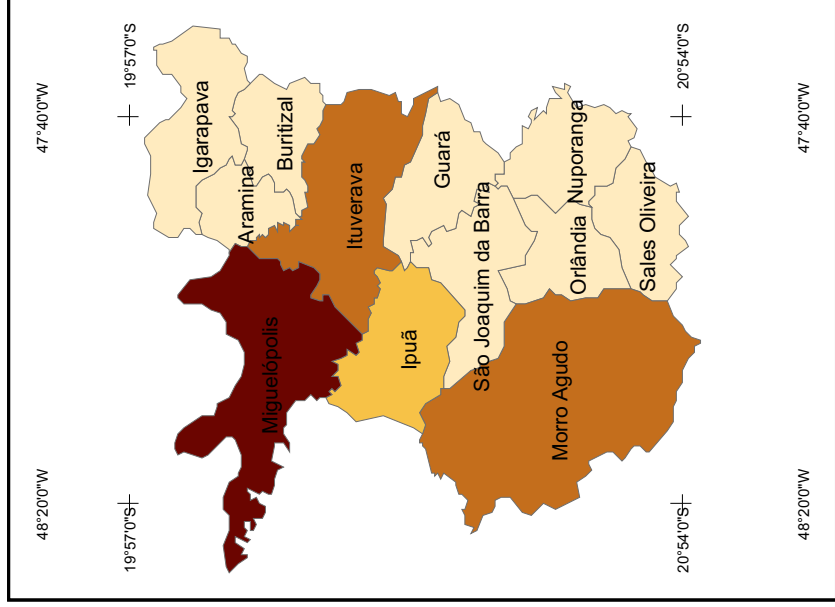 48°20'0"W
47°40'0"W
19°57'0"S
19°57'0"S
Igarapava
Aramina
Miguelópolis
Buritizal
Ituverava
Ipuã
Guará
São Joaquim da Barra
Morro Agudo
Orlândia
Nuporanga
Sales Oliveira
20°54'0"S
20°54'0"S
48°20'0"W
47°40'0"W